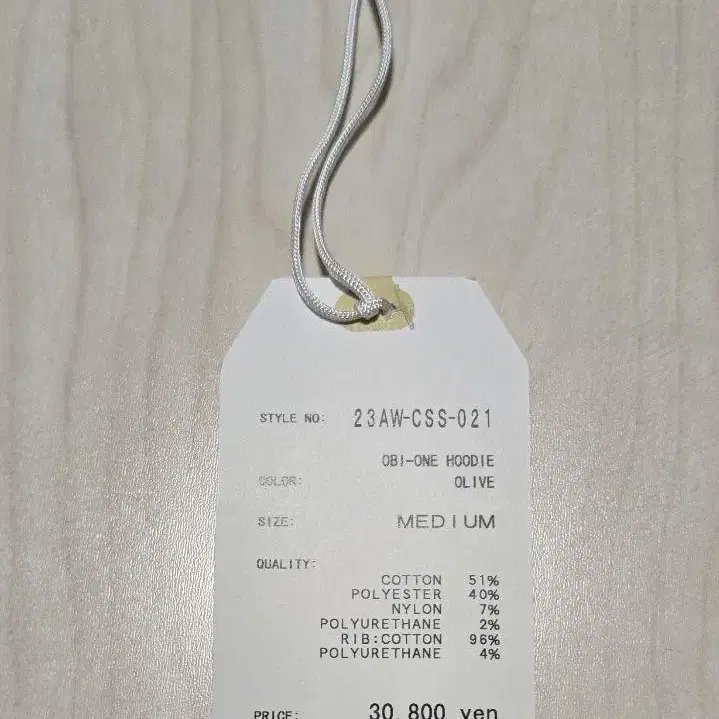 STYLE NO: 23AW-CSS-021
OBI-ONE HOODIE
COLOR: OLIVE
SIZE: MEDIUM
QUALITY:
COTTON 51%
POLYESTER 40%
NYLON 7%
POLYURETHANE 2%
RIB:COTTON 96%
POLYURETHANE 4%
PRICE: 30,800 yen